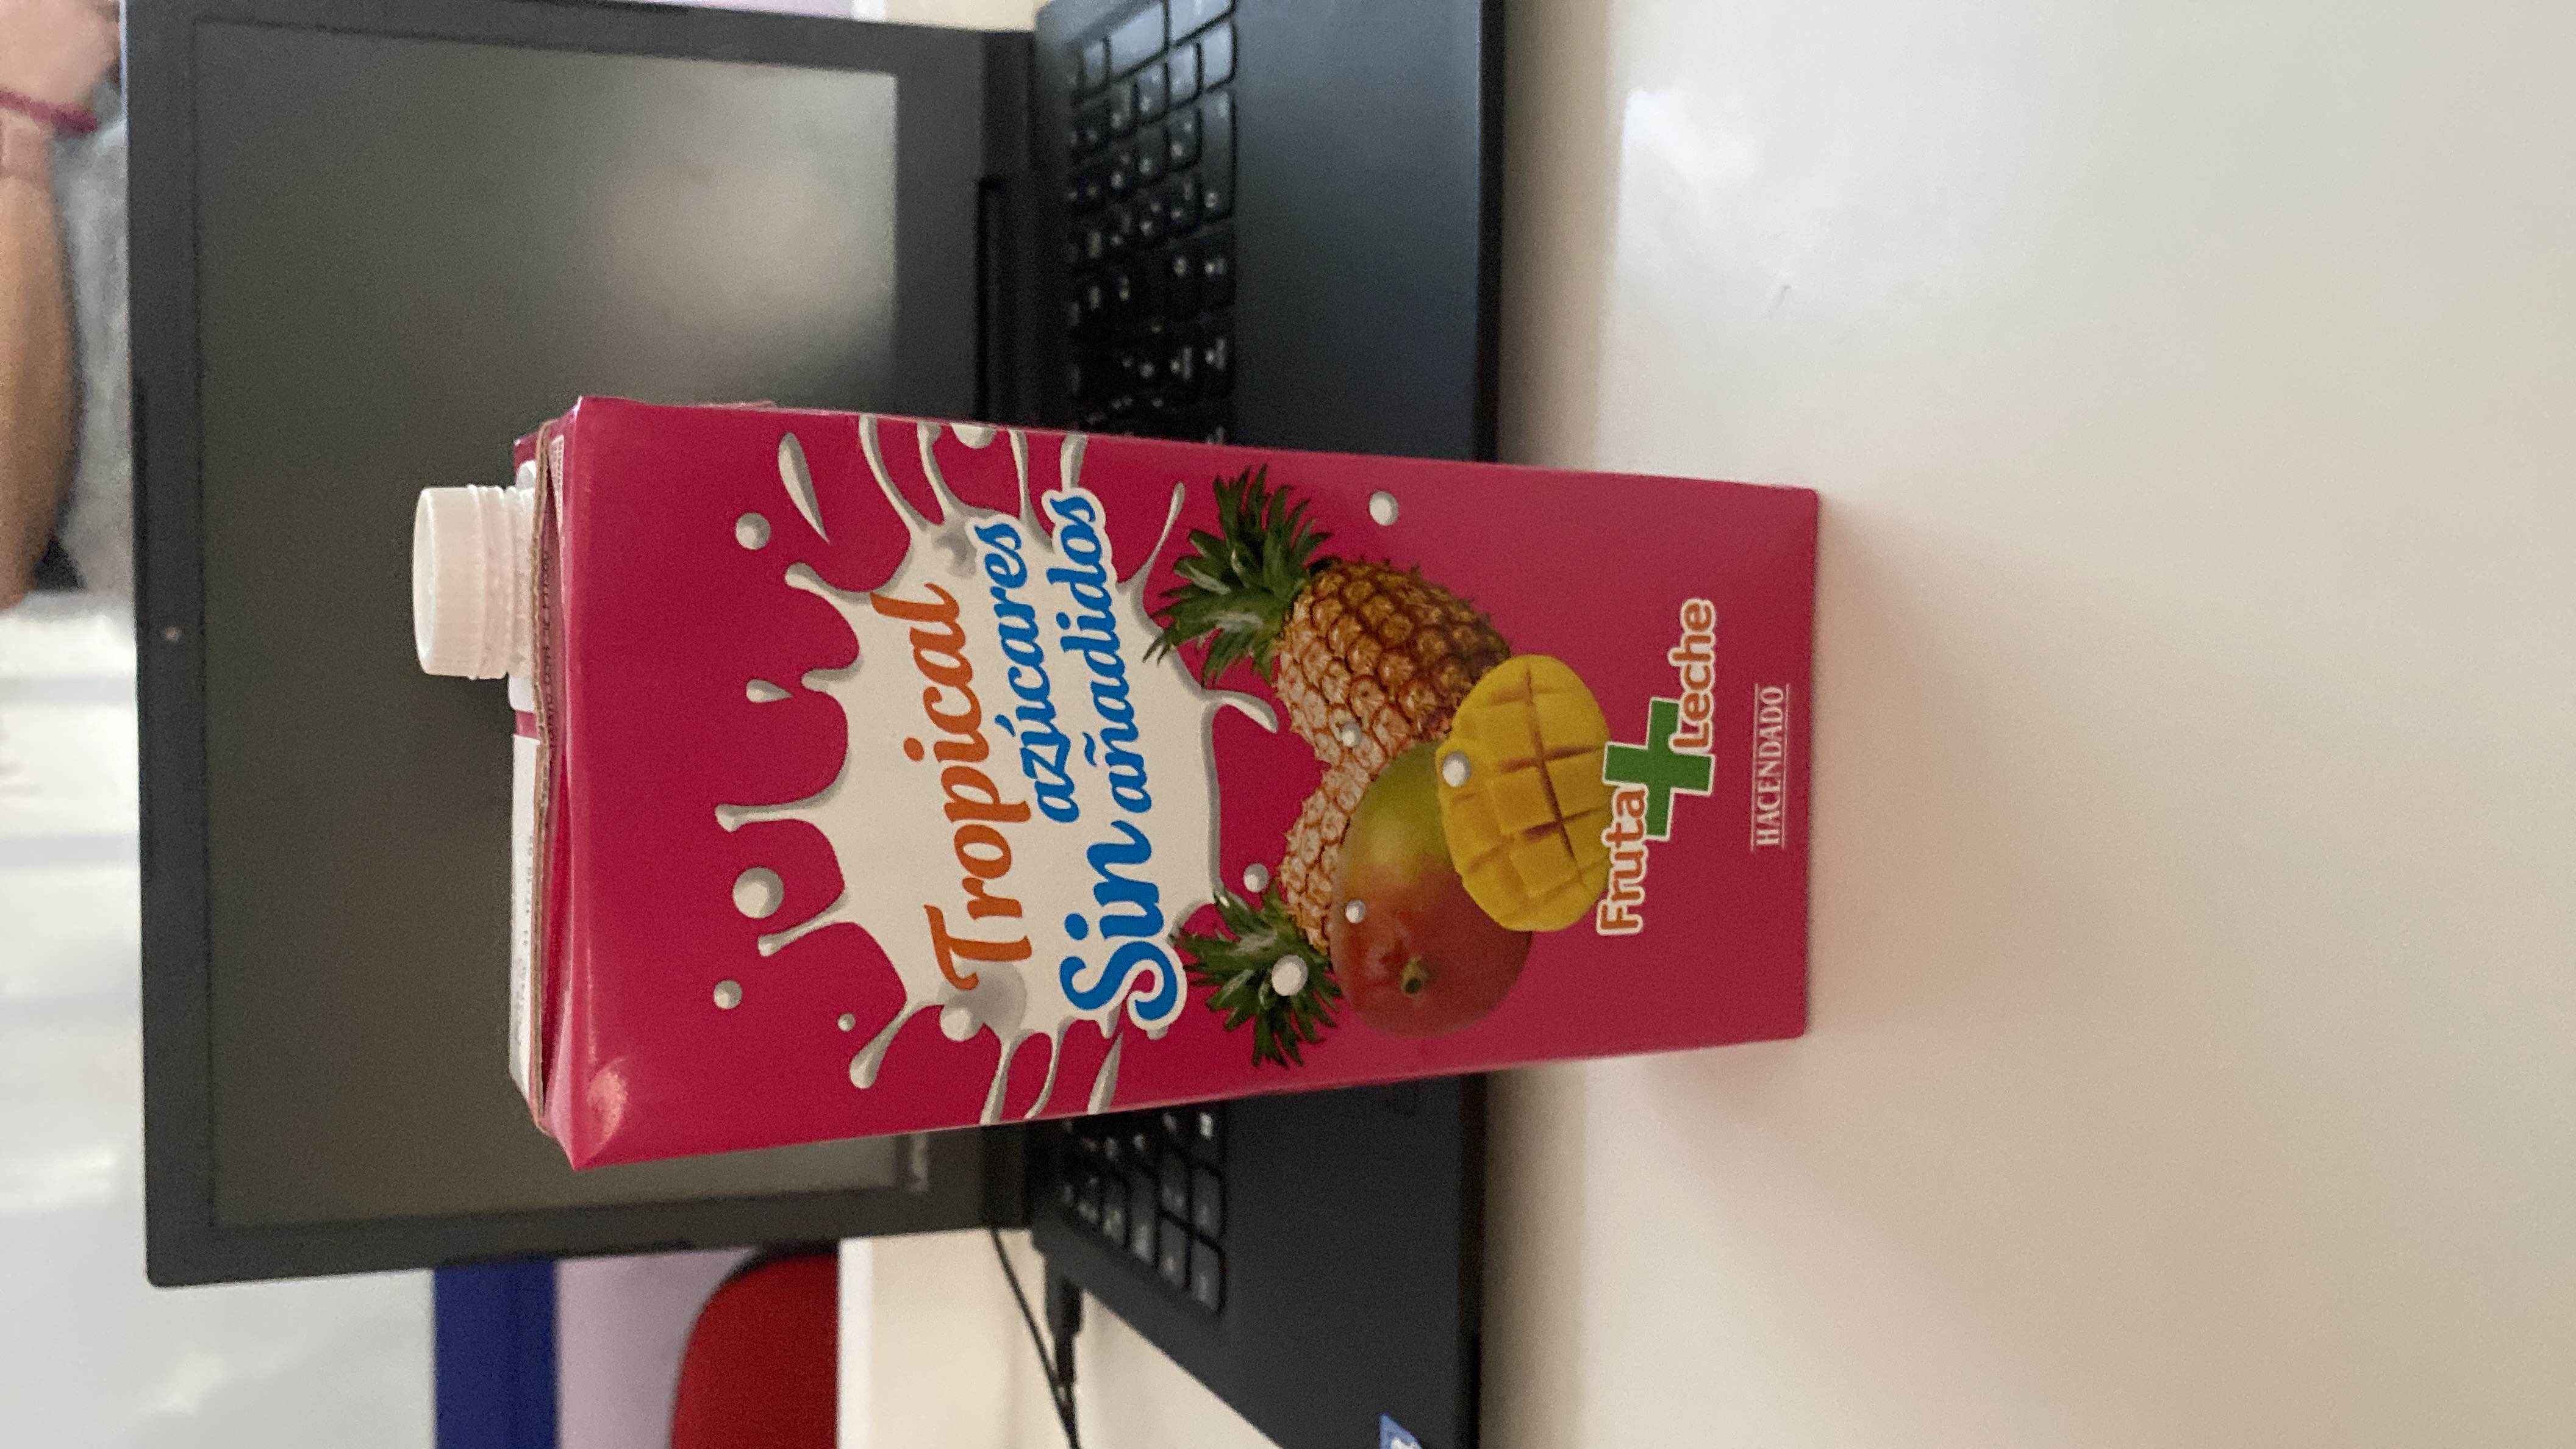 Tropical
Sin azúcares
añadidos
Fruta
+
Leche
HACENDADO